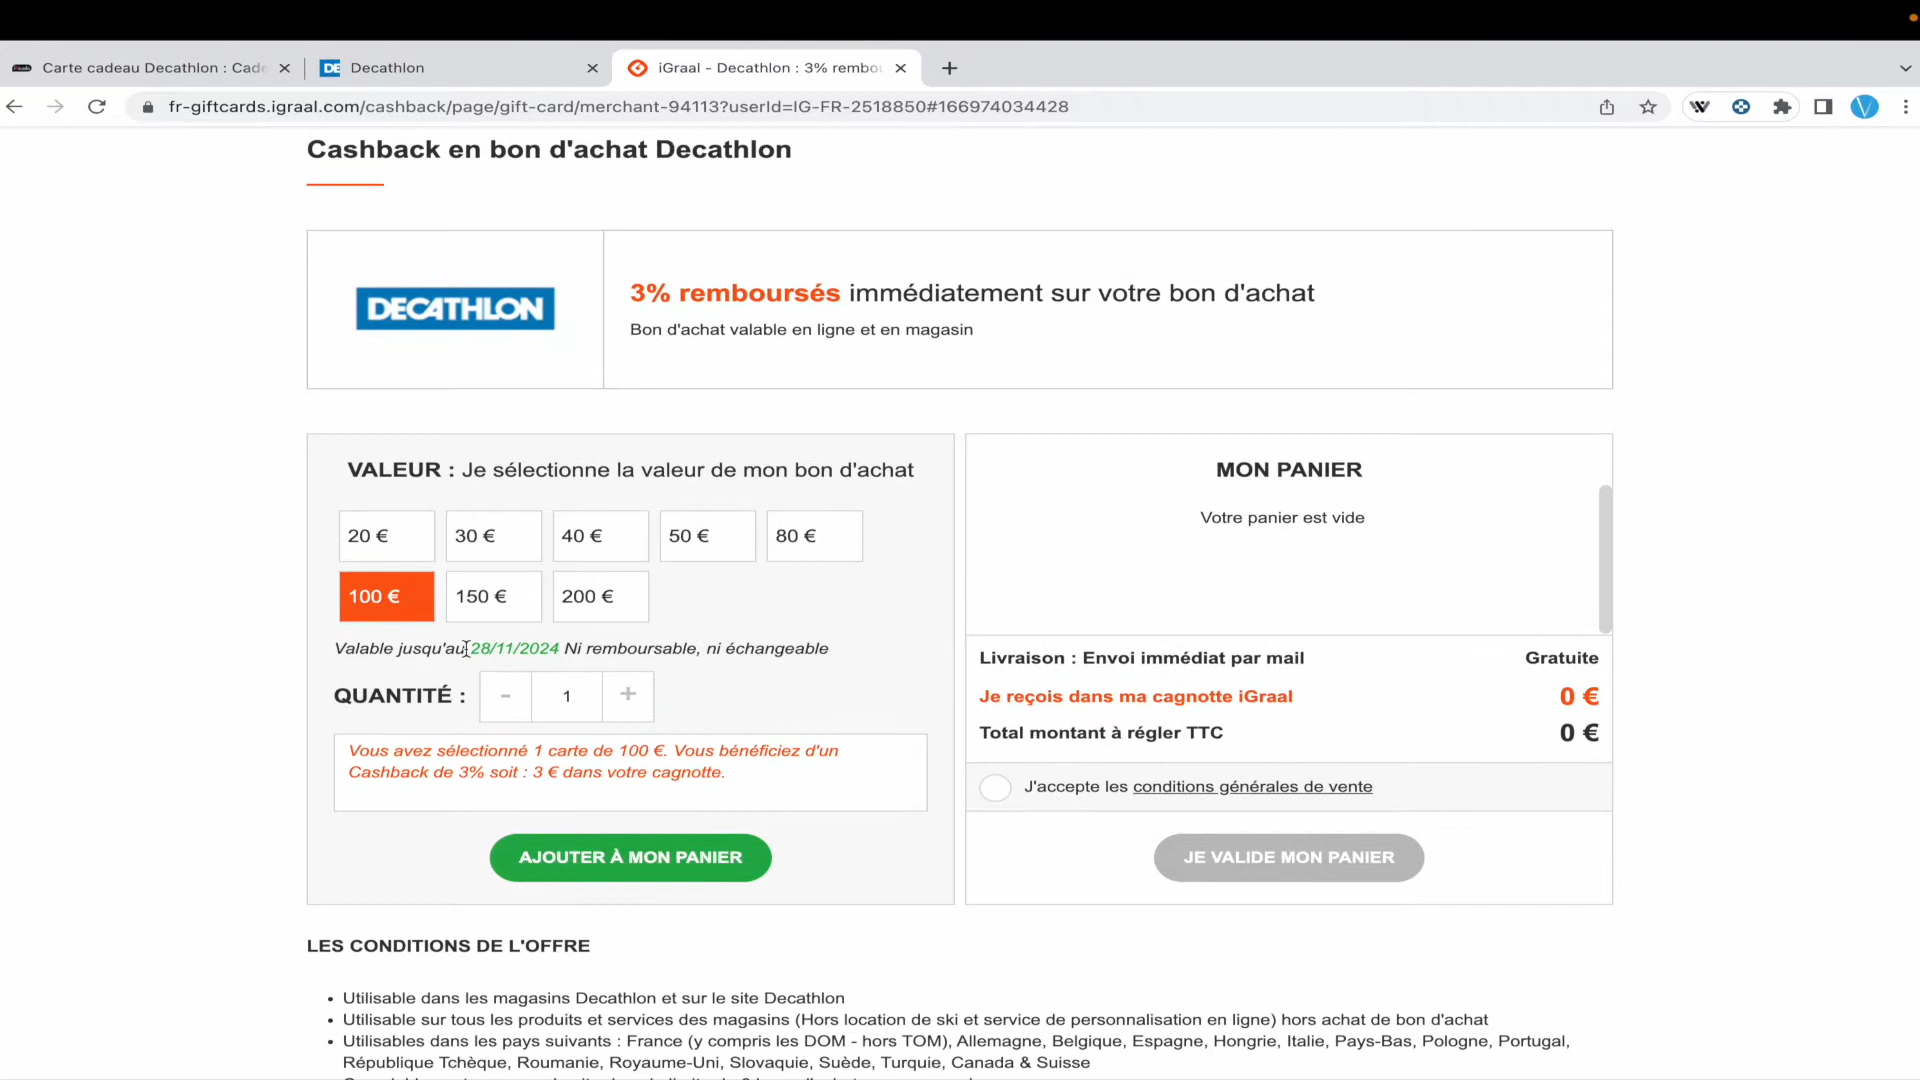 Carte cadeau Decathlon : Cade
Decathlon
iGraal - Decathlon : 3% rembou
fr-giftcards.igraal.com/cashback/page/gift-card/merchant-94113?userId=IG-FR-2518850#166974034428
Cashback en bon d'achat Decathlon
DECATHLON
3% remboursés immédiatement sur votre bon d'achat
Bon d'achat valable en ligne et en magasin
VALEUR : Je sélectionne la valeur de mon bon d'achat
20 € 30 € 40 € 50 € 80 €
100 € 150 € 200 €
Valable jusqu'au 28/11/2024 Ni remboursable, ni échangeable
QUANTITÉ : - 1 +
Vous avez sélectionné 1 carte de 100 €. Vous bénéficiez d'un
Cashback de 3% soit : 3 € dans votre cagnotte.
AJOUTER À MON PANIER
MON PANIER
Votre panier est vide
Livraison : Envoi immédiat par mail Gratuite
Je reçois dans ma cagnotte iGraal 0 €
Total montant à régler TTC 0 €
J'accepte les conditions générales de vente
JE VALIDE MON PANIER
LES CONDITIONS DE L'OFFRE
• Utilisable dans les magasins Decathlon et sur le site Decathlon
• Utilisable sur tous les produits et services des magasins (Hors location de ski et service de personnalisation en ligne) hors achat de bon d'achat
• Utilisables dans les pays suivants : France (y compris les DOM - hors TOM), Allemagne, Belgique, Espagne, Hongrie, Italie, Pays-Bas, Pologne, Portugal,
République Tchèque, Roumanie, Royaume-Uni, Slovaquie, Suède, Turquie, Canada & Suisse